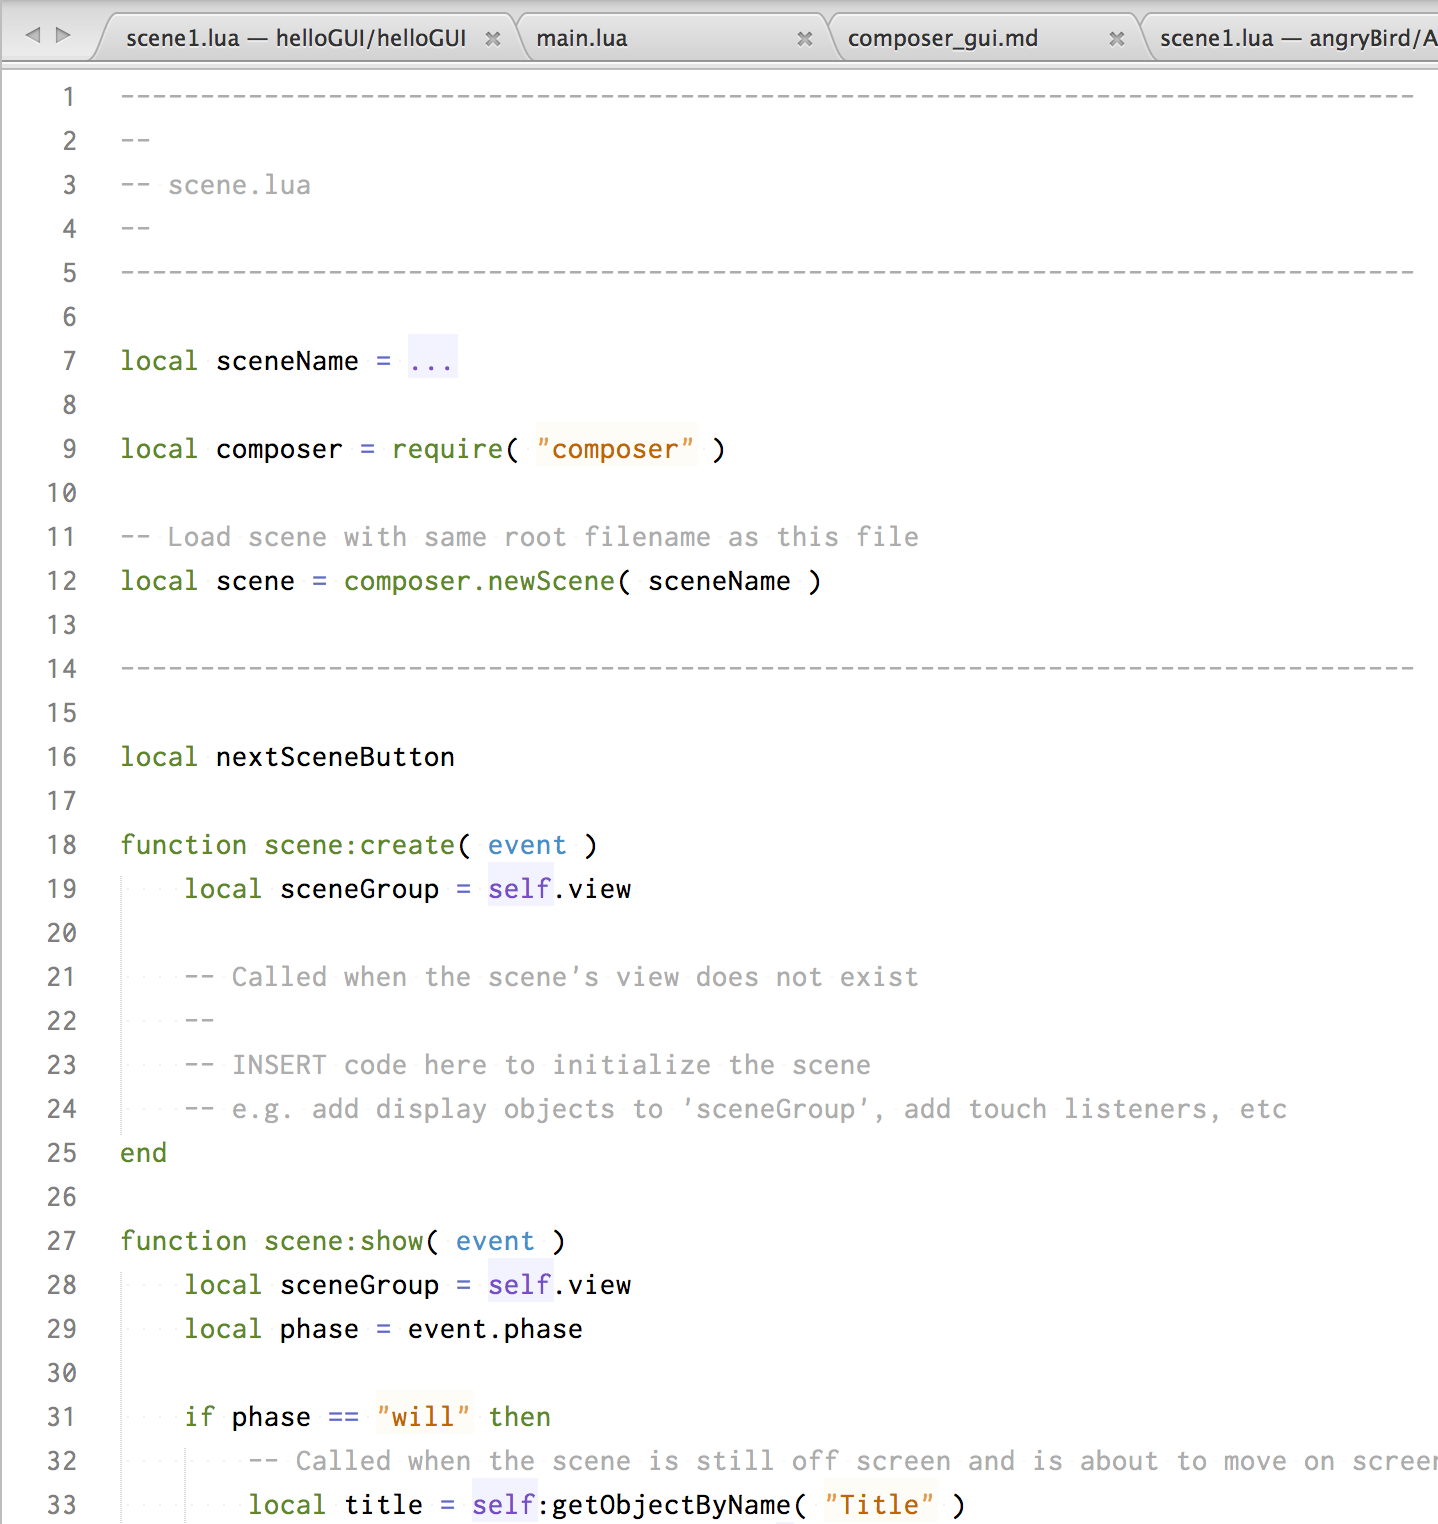 scene1.lua — helloGUI/helloGUI
main.lua
composer_gui.md
scene1.lua — angryBird/A
1 ---------------------------------------------------------------------------------
2 --
3 -- scene.lua
4 --
5 ---------------------------------------------------------------------------------
6
7 local sceneName = ...
8
9 local composer = require( "composer" )
10
11 -- Load scene with same root filename as this file
12 local scene = composer.newScene( sceneName )
13
14 ---------------------------------------------------------------------------------
15
16 local nextSceneButton
17
18 function scene:create( event )
19     local sceneGroup = self.view
20
21     -- Called when the scene's view does not exist
22     --
23     -- INSERT code here to initialize the scene
24     -- e.g. add display objects to 'sceneGroup', add touch listeners, etc
25 end
26
27 function scene:show( event )
28     local sceneGroup = self.view
29     local phase = event.phase
30
31     if phase == "will" then
32         -- Called when the scene is still off screen and is about to move on screen
33         local title = self:getObjectByName( "Title" )